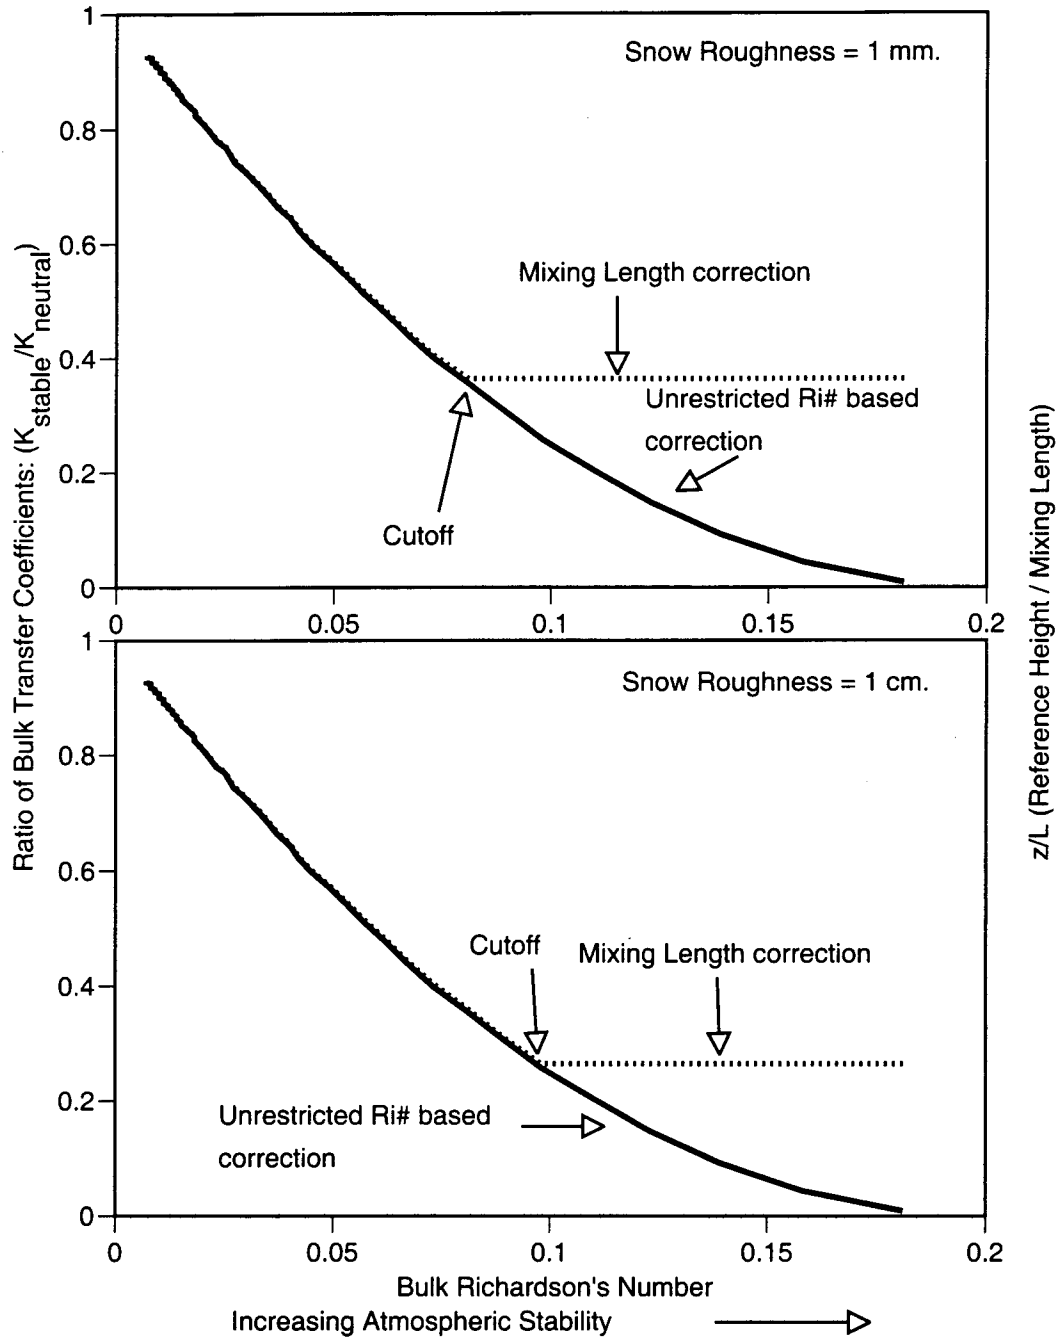 1
Snow Roughness = 1 mm.
0.8
0.6
Mixing Length correction
0.4
Unrestricted Ri# based
correction
0.2
Cutoff
0
0
0.05
0.1
0.15
0.2
1
Snow Roughness = 1 cm.
0.8
0.6
Cutoff
Mixing Length correction
0.4
0.2
Unrestricted Ri# based
correction
0
0
0.05
0.1
0.15
0.2
Bulk Richardson's Number
Increasing Atmospheric Stability
Ratio of Bulk Transfer Coefficients: (Kstable/Kneutral)
z/L (Reference Height / Mixing Length)